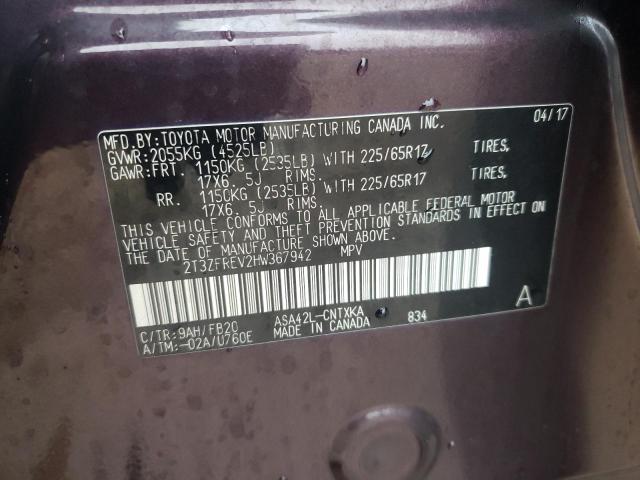 MFD.BY:TOYOTA MOTOR MANUFACTURING CANADA INC. 04/17
GVWR:2055KG (4525LB)
GAWR:FRT. 1150KG (2535LB) WITH 225/65R17 TIRES,
17X6.5J RIMS.
RR. 1150KG (2535LB) WITH 225/65R17 TIRES,
17X6.5J RIMS.
THIS VEHICLE CONFORMS TO ALL APPLICABLE FEDERAL MOTOR
VEHICLE SAFETY AND THEFT PREVENTION STANDARDS IN EFFECT ON
THE DATE OF MANUFACTURE SHOWN ABOVE.
2T3ZFREV2HW367942 MPV
A
C/TR:9AH/FB20 ASA42L-CNTXKA 834
A/TM:-02A/U760E MADE IN CANADA